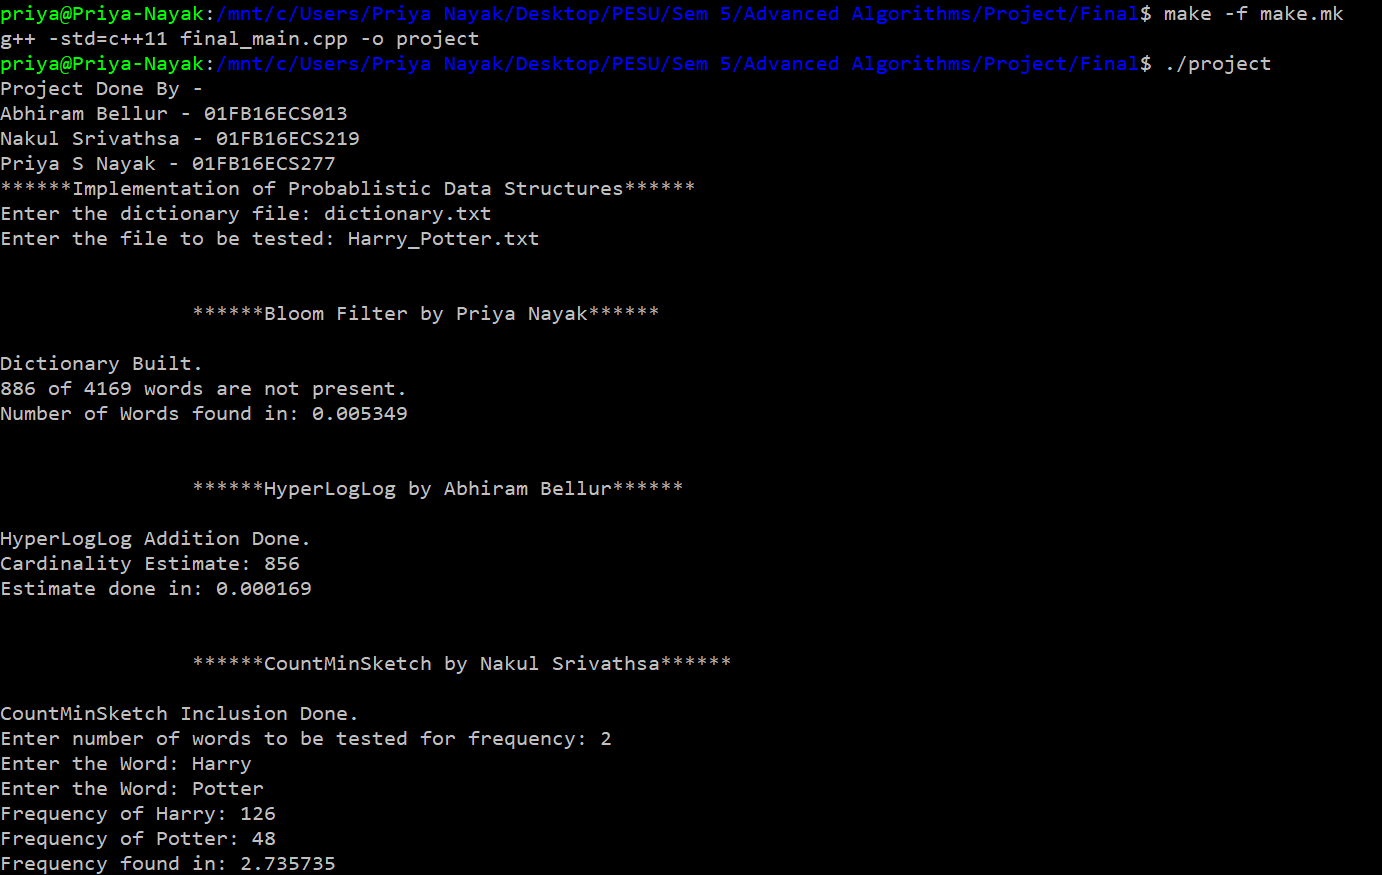 priya@Priya-Nayak:/mnt/c/Users/Priya Nayak/Desktop/PESU/Sem 5/Advanced Algorithms/Project/Final$ make -f make.mk
g++ -std=c++11 final_main.cpp -o project
priya@Priya-Nayak:/mnt/c/Users/Priya Nayak/Desktop/PESU/Sem 5/Advanced Algorithms/Project/Final$ ./project
Project Done By -
Abhiram Bellur - 01FB16ECS013
Nakul Srivathsa - 01FB16ECS219
Priya S Nayak - 01FB16ECS277
******Implementation of Probablistic Data Structures******
Enter the dictionary file: dictionary.txt
Enter the file to be tested: Harry_Potter.txt
******Bloom Filter by Priya Nayak******
Dictionary Built.
886 of 4169 words are not present.
Number of Words found in: 0.005349
******HyperLogLog by Abhiram Bellur******
HyperLogLog Addition Done.
Cardinality Estimate: 856
Estimate done in: 0.000169
******CountMinSketch by Nakul Srivathsa******
CountMinSketch Inclusion Done.
Enter number of words to be tested for frequency: 2
Enter the Word: Harry
Enter the Word: Potter
Frequency of Harry: 126
Frequency of Potter: 48
Frequency found in: 2.735735